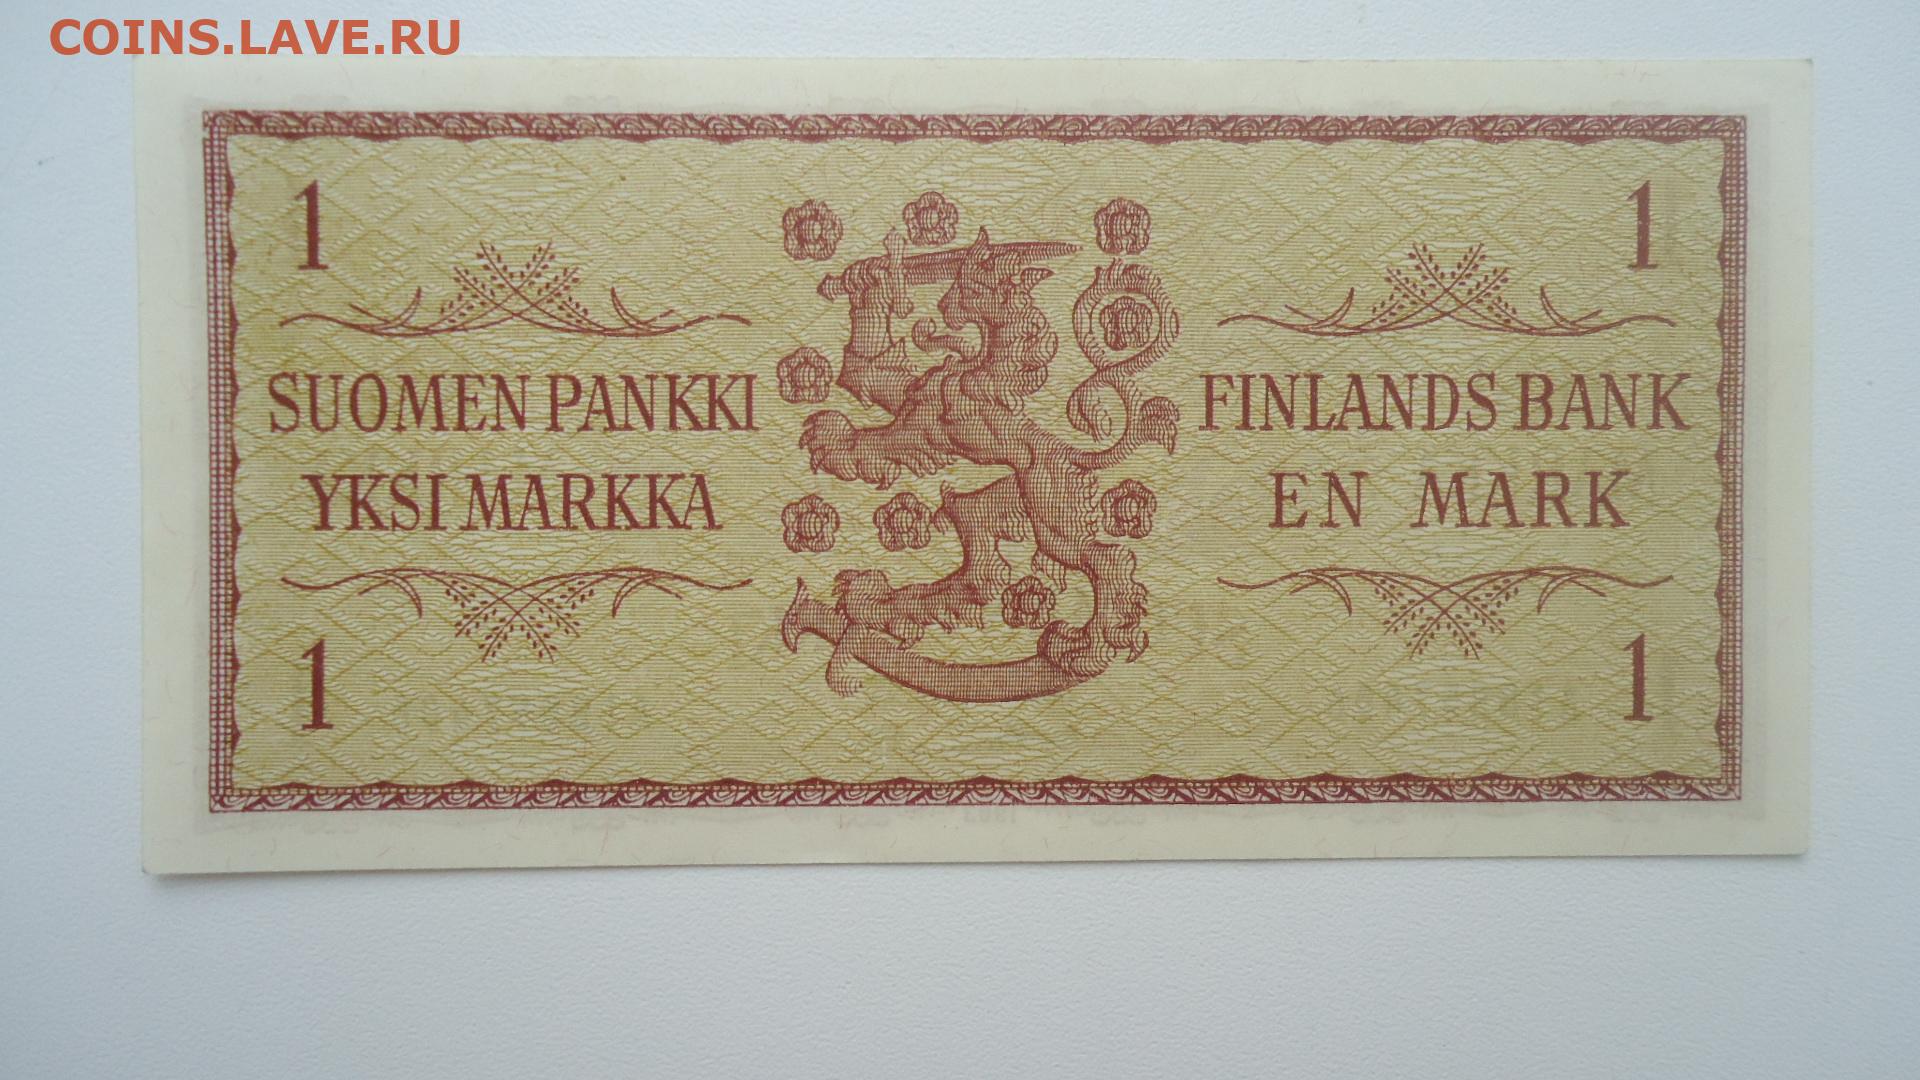 COINS.LAVE.RU
1
1
SUOMEN PANKKI
FINLANDS BANK
YKSI MARKKA
EN MARK
1
1